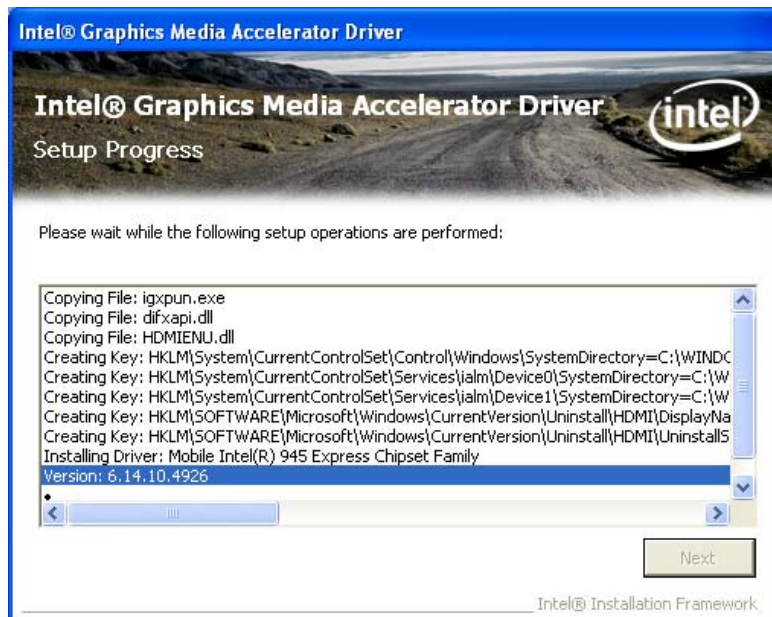 Intel® Graphics Media Accelerator Driver
Intel® Graphics Media Accelerator Driver
intel
Setup Progress
Please wait while the following setup operations are performed:
Copying File: igxpun.exe
Copying File: difxapi.dll
Copying File: HDMIENU.dll
Creating Key: HKLM\System\CurrentControlSet\Control\Windows\SystemDirectory=C:\WINDO
Creating Key: HKLM\System\CurrentControlSet\Services\ialm\Device0\SystemDirectory=C:\W
Creating Key: HKLM\System\CurrentControlSet\Services\ialm\Device1\SystemDirectory=C:\W
Creating Key: HKLM\SOFTWARE\Microsoft\Windows\CurrentVersion\Uninstall\HDMI\DisplayNa
Creating Key: HKLM\SOFTWARE\Microsoft\Windows\CurrentVersion\Uninstall\HDMI\UninstallS
Installing Driver: Mobile Intel(R) 945 Express Chipset Family
Version: 6.14.10.4926
•
Next
Intel® Installation Framework